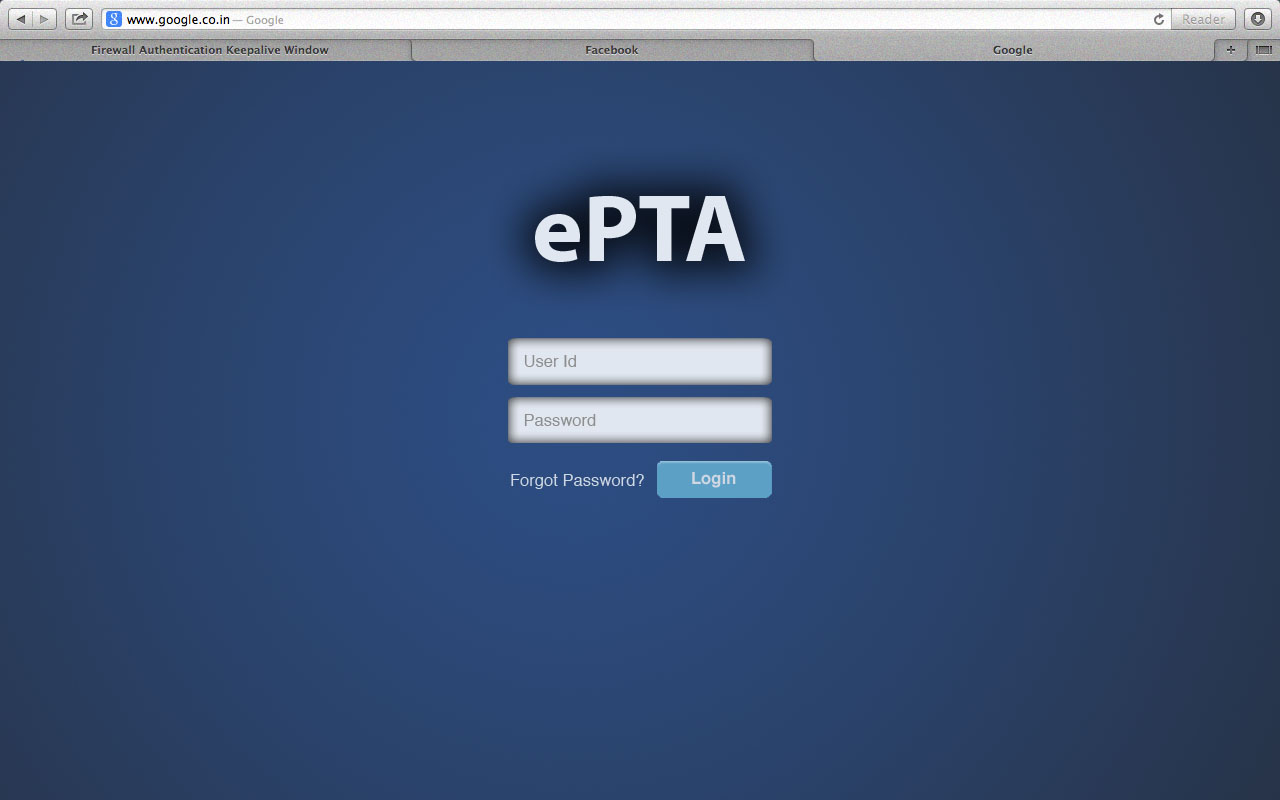 www.google.co.in — Google
Reader
Firewall Authentication Keepalive Window
Facebook
Google
ePTA
User Id
Password
Forgot Password?
Login